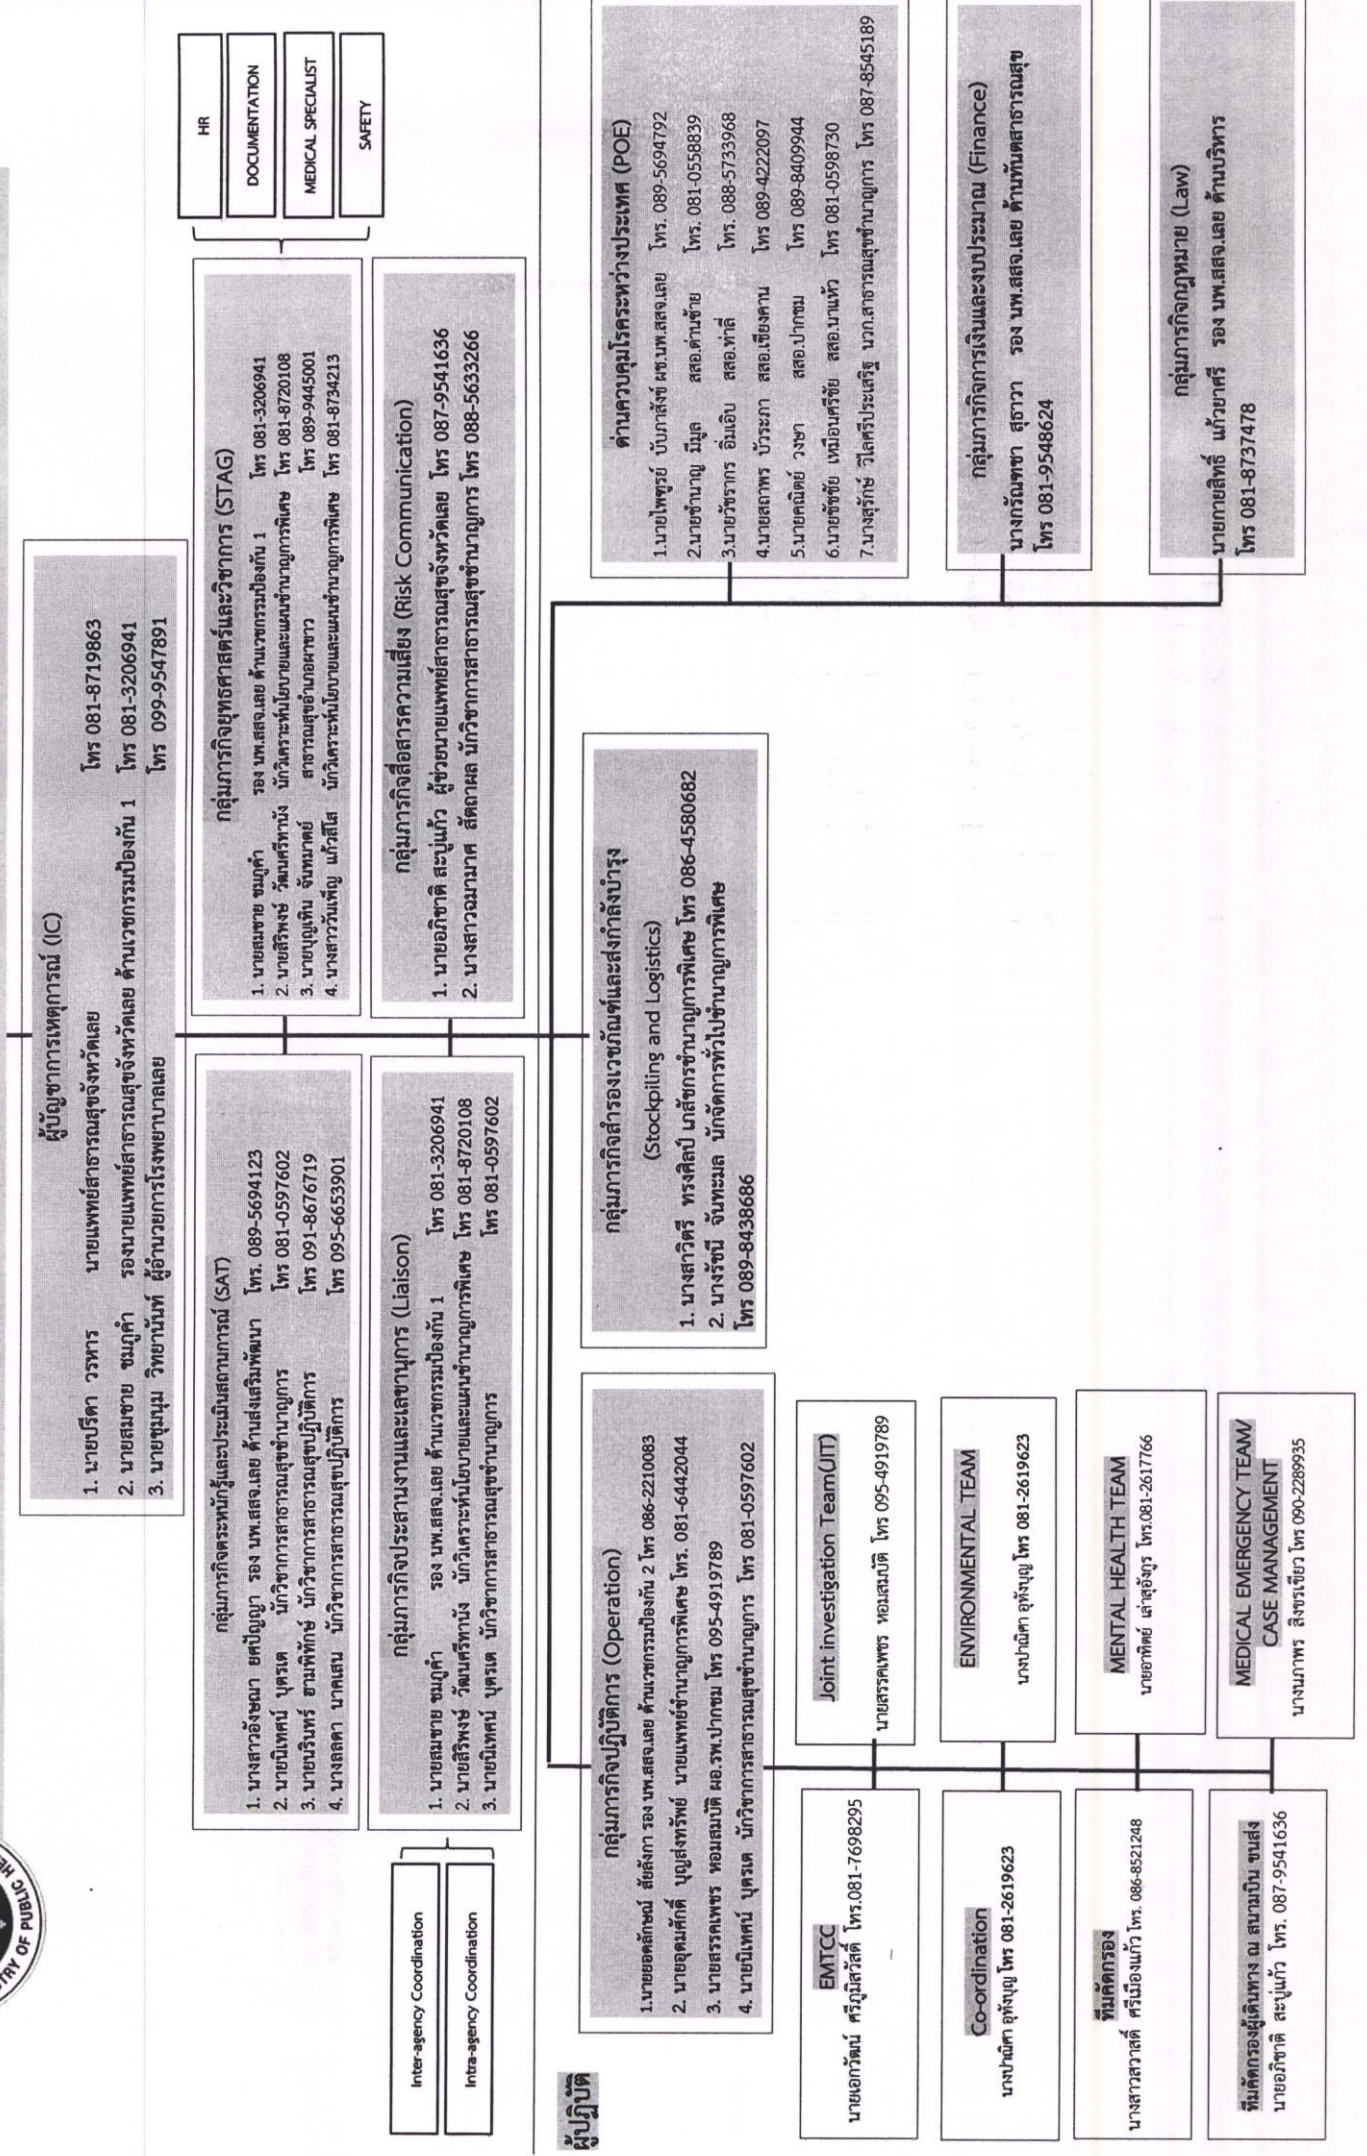 TRY OF PUBLIC HE
ผู้บัญชาการเหตุการณ์ (IC)
1. นายปรีดา วรหาร นายแพทย์สาธารณสุขจังหวัดเลย โทร 081-8719863
2. นายสมชาย ชมภูคำ รองนายแพทย์สาธารณสุขจังหวัดเลย ด้านเวชกรรมป้องกัน 1 โทร 081-3206941
3. นายชุมนุม วิทยานันท์ ผู้อำนวยการโรงพยาบาลเลย โทร 099-9547891
กลุ่มภารกิจตระหนักรู้และประเมินสถานการณ์ (SAT)
1. นางสาวอังษณา ยศปัญญา รอง นพ.สสจ.เลย ด้านส่งเสริมพัฒนา โทร. 089-5694123
2. นายนิเทศน์ บุตรเต นักวิชาการสาธารณสุขชำนาญการ โทร 081-0597602
3. นายนรินทร์ ฮามพิทักษ์ นักวิชาการสาธารณสุขปฏิบัติการ โทร 091-8676719
4. นางลลดา นาคเสน นักวิชาการสาธารณสุขปฏิบัติการ โทร 095-6653901
กลุ่มภารกิจยุทธศาสตร์และวิชาการ (STAG)
1. นายสมชาย ชมภูคำ รอง นพ.สสจ.เลย ด้านเวชกรรมป้องกัน 1 โทร 081-3206941
2. นายสิริพงษ์ วัฒนศรีทานัง นักวิเคราะห์นโยบายและแผนชำนาญการพิเศษ โทร 081-8720108
3. นายบุญเทิน จันทมาตย์ สาธารณสุขอำเภอผาขาว โทร 089-9445001
4. นางสาววันเพ็ญ แก้วสีโส นักวิเคราะห์นโยบายและแผนชำนาญการพิเศษ โทร 081-8734213
HR
DOCUMENTATION
MEDICAL SPECIALIST
SAFETY
Inter-agency Coordination
Intra-agency Coordination
กลุ่มภารกิจประสานงานและเลขานุการ (Liaison)
1. นายสมชาย ชมภูคำ รอง นพ.สสจ.เลย ด้านเวชกรรมป้องกัน 1 โทร 081-3206941
2. นายสิริพงษ์ วัฒนศรีทานัง นักวิเคราะห์นโยบายและแผนชำนาญการพิเศษ โทร 081-8720108
3. นายนิเทศน์ บุตรเต นักวิชาการสาธารณสุขชำนาญการ โทร 081-0597602
กลุ่มภารกิจสื่อสารความเสี่ยง (Risk Communication)
1. นายอภิชาติ สะบู่แก้ว ผู้ช่วยนายแพทย์สาธารณสุขจังหวัดเลย โทร 087-9541636
2. นางสาวฉมามาศ สัตถาผล นักวิชาการสาธารณสุขชำนาญการ โทร 088-5633266
ผู้ปฏิบัติ
กลุ่มภารกิจปฏิบัติการ (Operation)
1.นายยอดลักษณ์ สัยลังกา รอง นพ.สสจ.เลย ด้านเวชกรรมป้องกัน 2 โทร 086-2210083
2. นายอุดมศักดิ์ บุญส่งทรัพย์ นายแพทย์ชำนาญการพิเศษ โทร. 081-6442044
3. นายสรรคเพชร หอมสมบัติ ผอ.รพ.ปากชม โทร 095-4919789
4. นายนิเทศน์ บุตรเต นักวิชาการสาธารณสุขชำนาญการ โทร 081-0597602
กลุ่มภารกิจสำรองเวชภัณฑ์และส่งกำลังบำรุง
(Stockpiling and Logistics)
1. นางสาวิตรี ทรงศิลป์ เภสัชกรชำนาญการพิเศษ โทร 086-4580682
2. นางรัชนี จันทะมล นักจัดการทั่วไปชำนาญการพิเศษ
โทร 089-8438686
ด่านควบคุมโรคระหว่างประเทศ (POE)
1.นายไพฑูรย์ บับภาสังข์ ผช.นพ.สสจ.เลย โทร. 089-5694792
2.นายชำนาญ มีมูล สสอ.ด่านซ้าย โทร. 081-0558839
3.นายวัชรากร อิ่มเอิบ สสอ.ท่าลี่ โทร. 088-5733968
4.นายสถาพร บัวระภา สสอ.เชียงคาน โทร 089-4222097
5.นายคณิตย์ วงษา สสอ.ปากชม โทร 089-8409944
6.นายชัชชัย เหมือนศรีชัย สสอ.นาแห้ว โทร 081-0598730
7.นางสุรักษ์ วิไลศรีประเสริฐ นวก.สาธารณสุขชำนาญการ โทร 087-8545189
กลุ่มภารกิจการเงินและงบประมาณ (Finance)
นางกรัณฑชา สุธาวา รอง นพ.สสจ.เลย ด้านทันตสาธารณสุข
โทร 081-9548624
กลุ่มภารกิจกฎหมาย (Law)
นายกายสิทธิ์ แก้วยาศรี รอง นพ.สสจ.เลย ด้านบริหาร
โทร 081-8737478
EMTCC
นายเอกวัฒน์ ศรีภูมิสวัสดิ์ โทร.081-7698295
Joint investigation Team(JIT)
นายสรรคเพชร หอมสมบัติ โทร 095-4919789
Co-ordination
นางปาณิศา อุทังบุญ โทร 081-2619623
ENVIRONMENTAL TEAM
นางปาณิศา อุทังบุญ โทร 081-2619623
ทีมคัดกรอง
นางสาวสวาสดิ์ ศรีเมืองแก้ว โทร. 086-8521248
MENTAL HEALTH TEAM
นายอาทิตย์ เล่าสุอังกูร โทร.081-2617766
ทีมคัดกรองผู้เดินทาง ณ สนามบิน ขนส่ง
นายอภิชาติ สะบู่แก้ว โทร. 087-9541636
MEDICAL EMERGENCY TEAM/
CASE MANAGEMENT
นางนภาพร สิงขรเขียว โทร 090-2289935